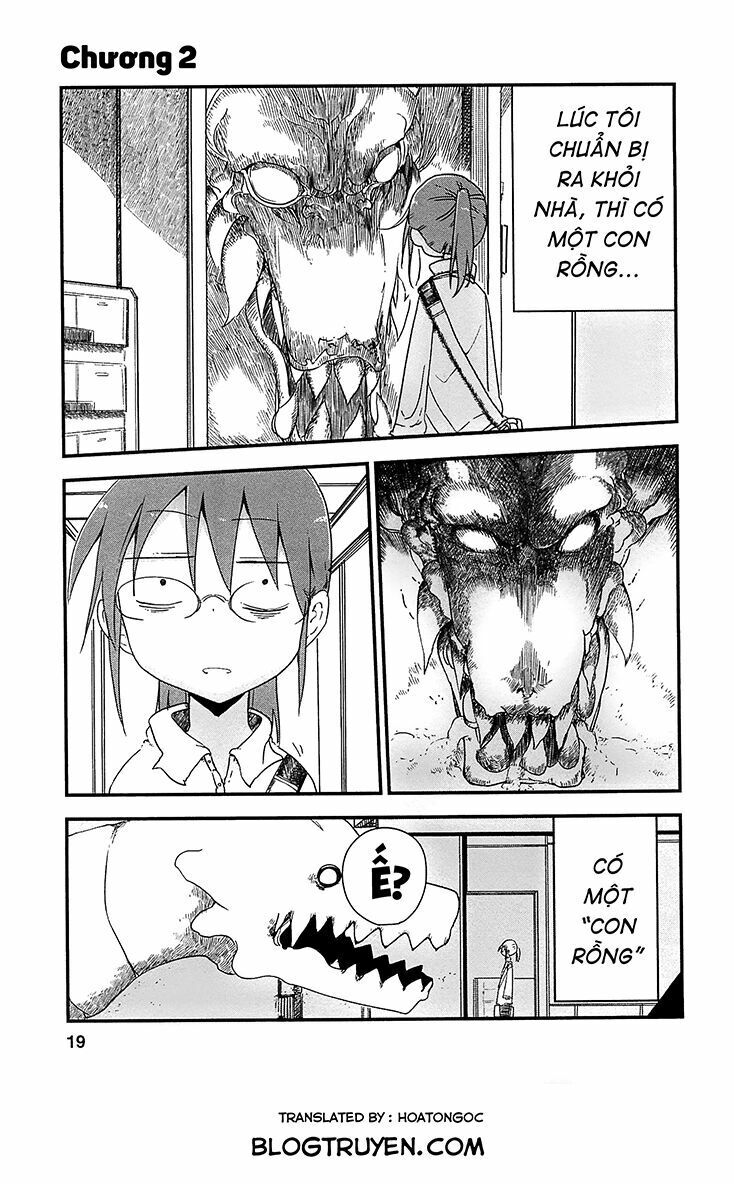 Chương 2
LÚC TÔI
CHUẨN BỊ
RA KHỎI
NHÀ, THÌ CÓ
MỘT CON
RỒNG...
Ế?
CÓ
MỘT
“CON
RỒNG”
19
TRANSLATED BY : HOATONGOC
BLOGTRUYEN.COM